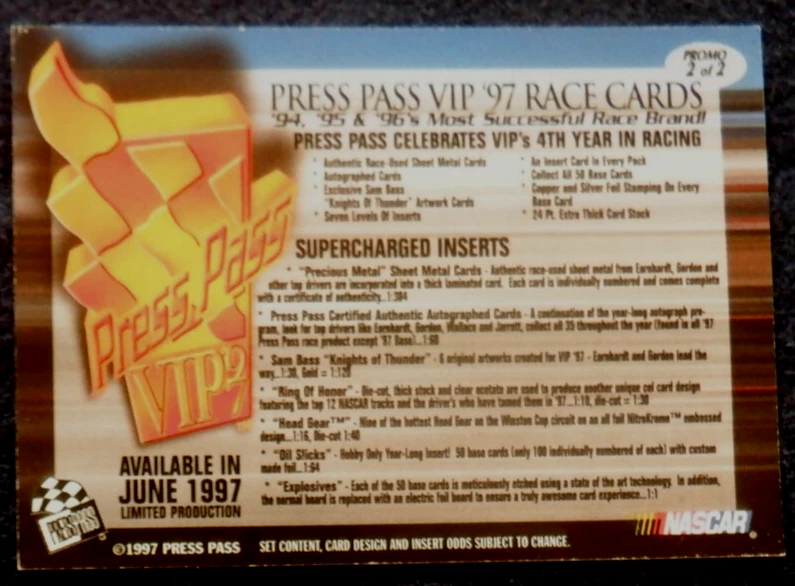 PROMO
2 of 2
PRESS PASS VIP '97 RACE CARDS
'94, '95 & '96's Most Successful Race Brand!
PRESS PASS CELEBRATES VIP's 4TH YEAR IN RACING
* Authentic Race-Used Sheet Metal Cards
* Autographed Cards
* Exclusive Sam Bass
"Knights Of Thunder" Artwork Cards
* Seven Levels Of Inserts
* An Insert Card In Every Pack
* Collect All 50 Base Cards
* Copper and Silver Foil Stamping On Every
Base Card
* 24 Pt. Extra Thick Card Stock
SUPERCHARGED INSERTS
* "Precious Metal" Sheet Metal Cards - Authentic race-used sheet metal from Earnhardt, Gordon and
other top drivers are incorporated into a thick laminated card. Each card is individually numbered and comes complete
with a certificate of authenticity...1:384
* Press Pass Certified Authentic Autographed Cards - A continuation of the year-long autograph pro-
gram, look for top drivers like Earnhardt, Gordon, Wallace and Jarrett, collect all 35 throughout the year (found in all '97
Press Pass race product except '97 Base)...1:60
* Sam Bass "Knights of Thunder" - 6 original artworks created for VIP '97 - Earnhardt and Gordon lead the
way...1:30, Gold = 1:120
* "Ring Of Honor" - Die-cut, thick stock and clear acetate are used to produce another unique cel card design
featuring the top 12 NASCAR tracks and the driver's who have tamed them in '97...1:10, die-cut = 1:30
* "Head Gear™" - Nine of the hottest Head Gear on the Winston Cup circuit on an all foil NitroKrome™ embossed
design...1:16, Die-cut 1:40
* "Oil Slicks" - Hobby Only Year-Long Insert! 50 base cards (only 100 individually numbered of each) with custom
made foil...1:64
* "Explosives" - Each of the 50 base cards is meticulously etched using a state of the art technology. In addition,
the normal board is replaced with an electric foil board to ensure a truly awesome card experience...1:1
Press Pass
VIP '97
AVAILABLE IN
JUNE 1997
LIMITED PRODUCTION
©1997 PRESS PASS
SET CONTENT, CARD DESIGN AND INSERT ODDS SUBJECT TO CHANGE.
NASCAR®